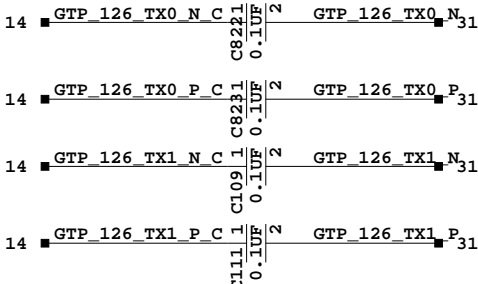 14 GTP_126_TX0_N_C C822 1 0.1UF 2 GTP_126_TX0_N 31
14 GTP_126_TX0_P_C C823 1 0.1UF 2 GTP_126_TX0_P 31
14 GTP_126_TX1_N_C C109 1 0.1UF 2 GTP_126_TX1_N 31
14 GTP_126_TX1_P_C C111 1 0.1UF 2 GTP_126_TX1_P 31